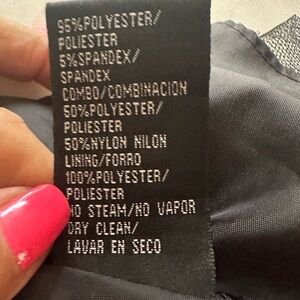 95%POLYESTER/
POLIESTER
5%SPANDEX/
SPANDEX
COMBO/COMBINACION
50%POLYESTER/
POLIESTER
50%NYLON NILON
LINING/FORRO
100%POLYESTER/
POLIESTER
NO STEAM/NO VAPOR
DRY CLEAN/
LAVAR EN SECO